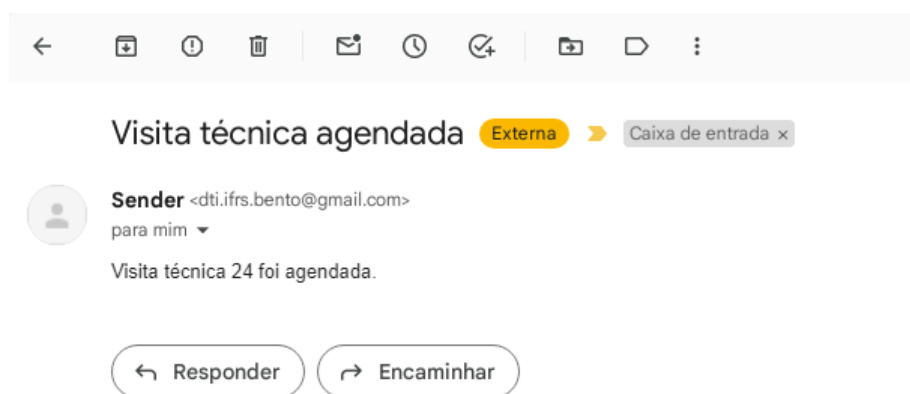 Visita técnica agendada Externa Caixa de entrada ×
Sender <dti.ifrs.bento@gmail.com>
para mim
Visita técnica 24 foi agendada.
Responder Encaminhar